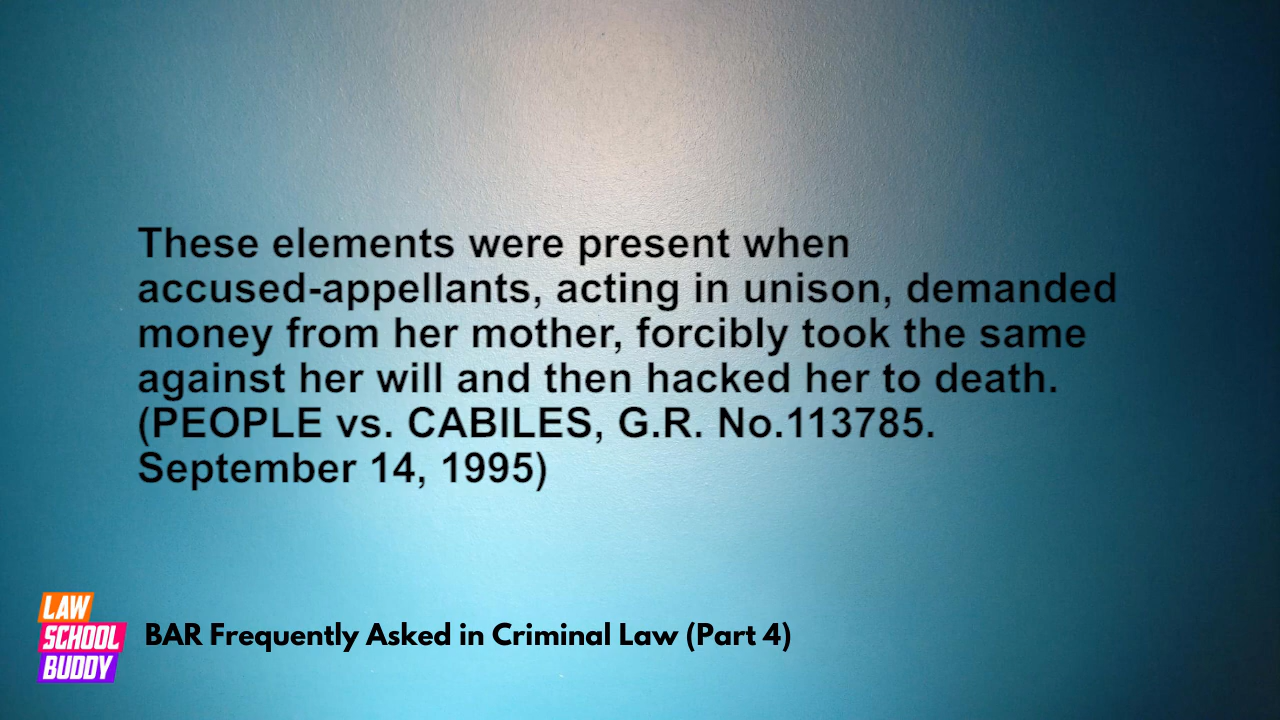 These elements were present when
accused-appellants, acting in unison, demanded
money from her mother, forcibly took the same
against her will and then hacked her to death.
(PEOPLE vs. CABILES, G.R. No.113785.
September 14, 1995)
LAW
SCHOOL
BUDDY
BAR Frequently Asked in Criminal Law (Part 4)